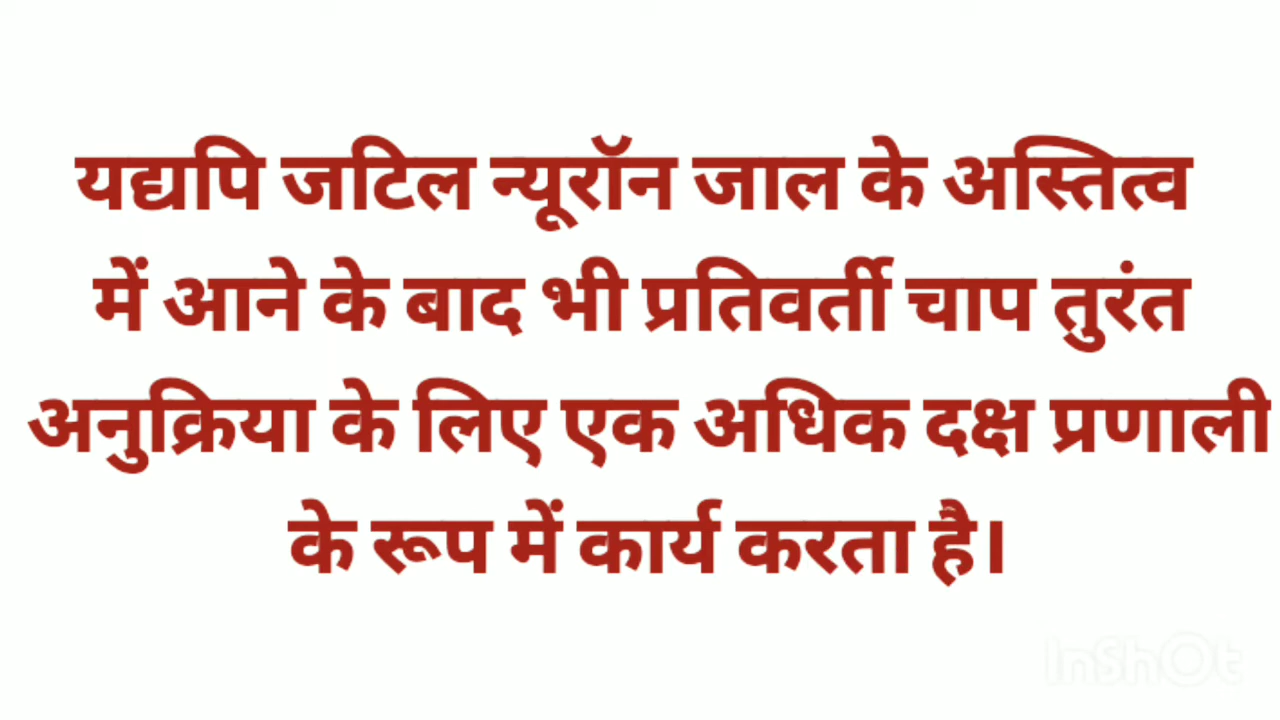 यद्यपि जटिल न्यूरॉन जाल के अस्तित्व
में आने के बाद भी प्रतिवर्ती चाप तुरंत
अनुक्रिया के लिए एक अधिक दक्ष प्रणाली
के रूप में कार्य करता है।
InShOt